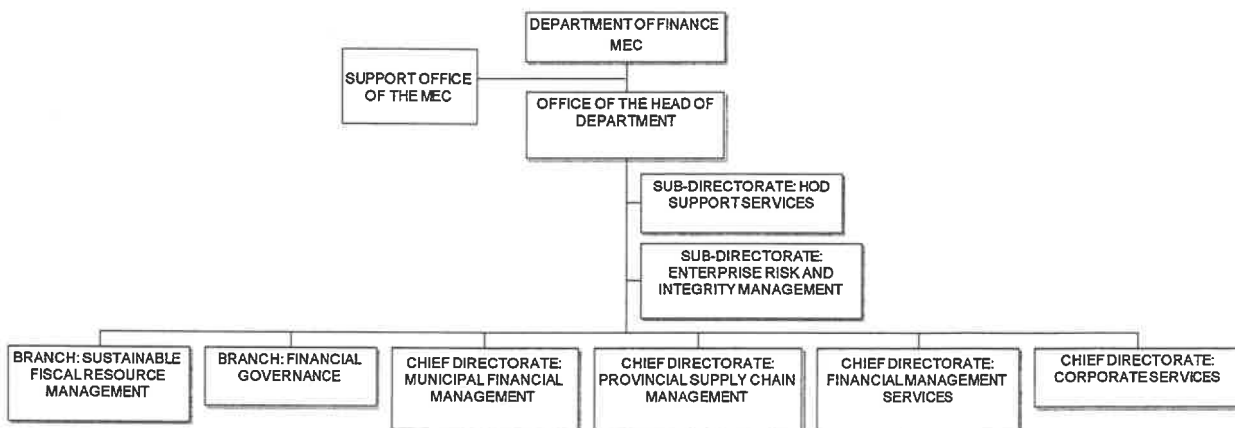 DEPARTMENT OF FINANCE
MEC
SUPPORT OFFICE
OF THE MEC
OFFICE OF THE HEAD OF
DEPARTMENT
SUB-DIRECTORATE: HOD
SUPPORT SERVICES
SUB-DIRECTORATE:
ENTERPRISE RISK AND
INTEGRITY MANAGEMENT
BRANCH: SUSTAINABLE
FISCAL RESOURCE
MANAGEMENT
BRANCH: FINANCIAL
GOVERNANCE
CHIEF DIRECTORATE:
MUNICIPAL FINANCIAL
MANAGEMENT
CHIEF DIRECTORATE:
PROVINCIAL SUPPLY CHAIN
MANAGEMENT
CHIEF DIRECTORATE:
FINANCIAL MANAGEMENT
SERVICES
CHIEF DIRECTORATE:
CORPORATE SERVICES